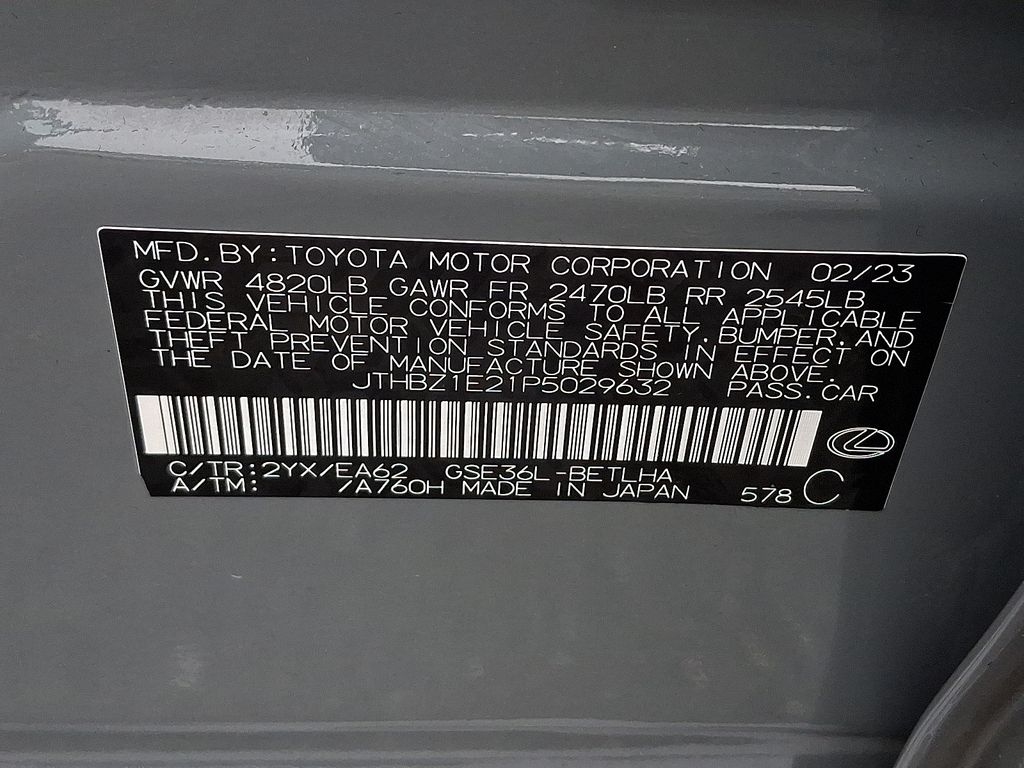 MFD.BY:TOYOTA MOTOR CORPORATION 02/23
GVWR 4820LB GAWR FR 2470LB RR 2545LB
THIS VEHICLE CONFORMS TO ALL APPLICABLE
FEDERAL MOTOR VEHICLE SAFETY,BUMPER,AND
THEFT PREVENTION STANDARDS IN EFFECT ON
THE DATE OF MANUFACTURE SHOWN ABOVE.
JTHBZ1E21P5029632 PASS.CAR
C/TR:2YX/EA62 GSE36L-BETLHA
A/TM: /A760H MADE IN JAPAN 578 C